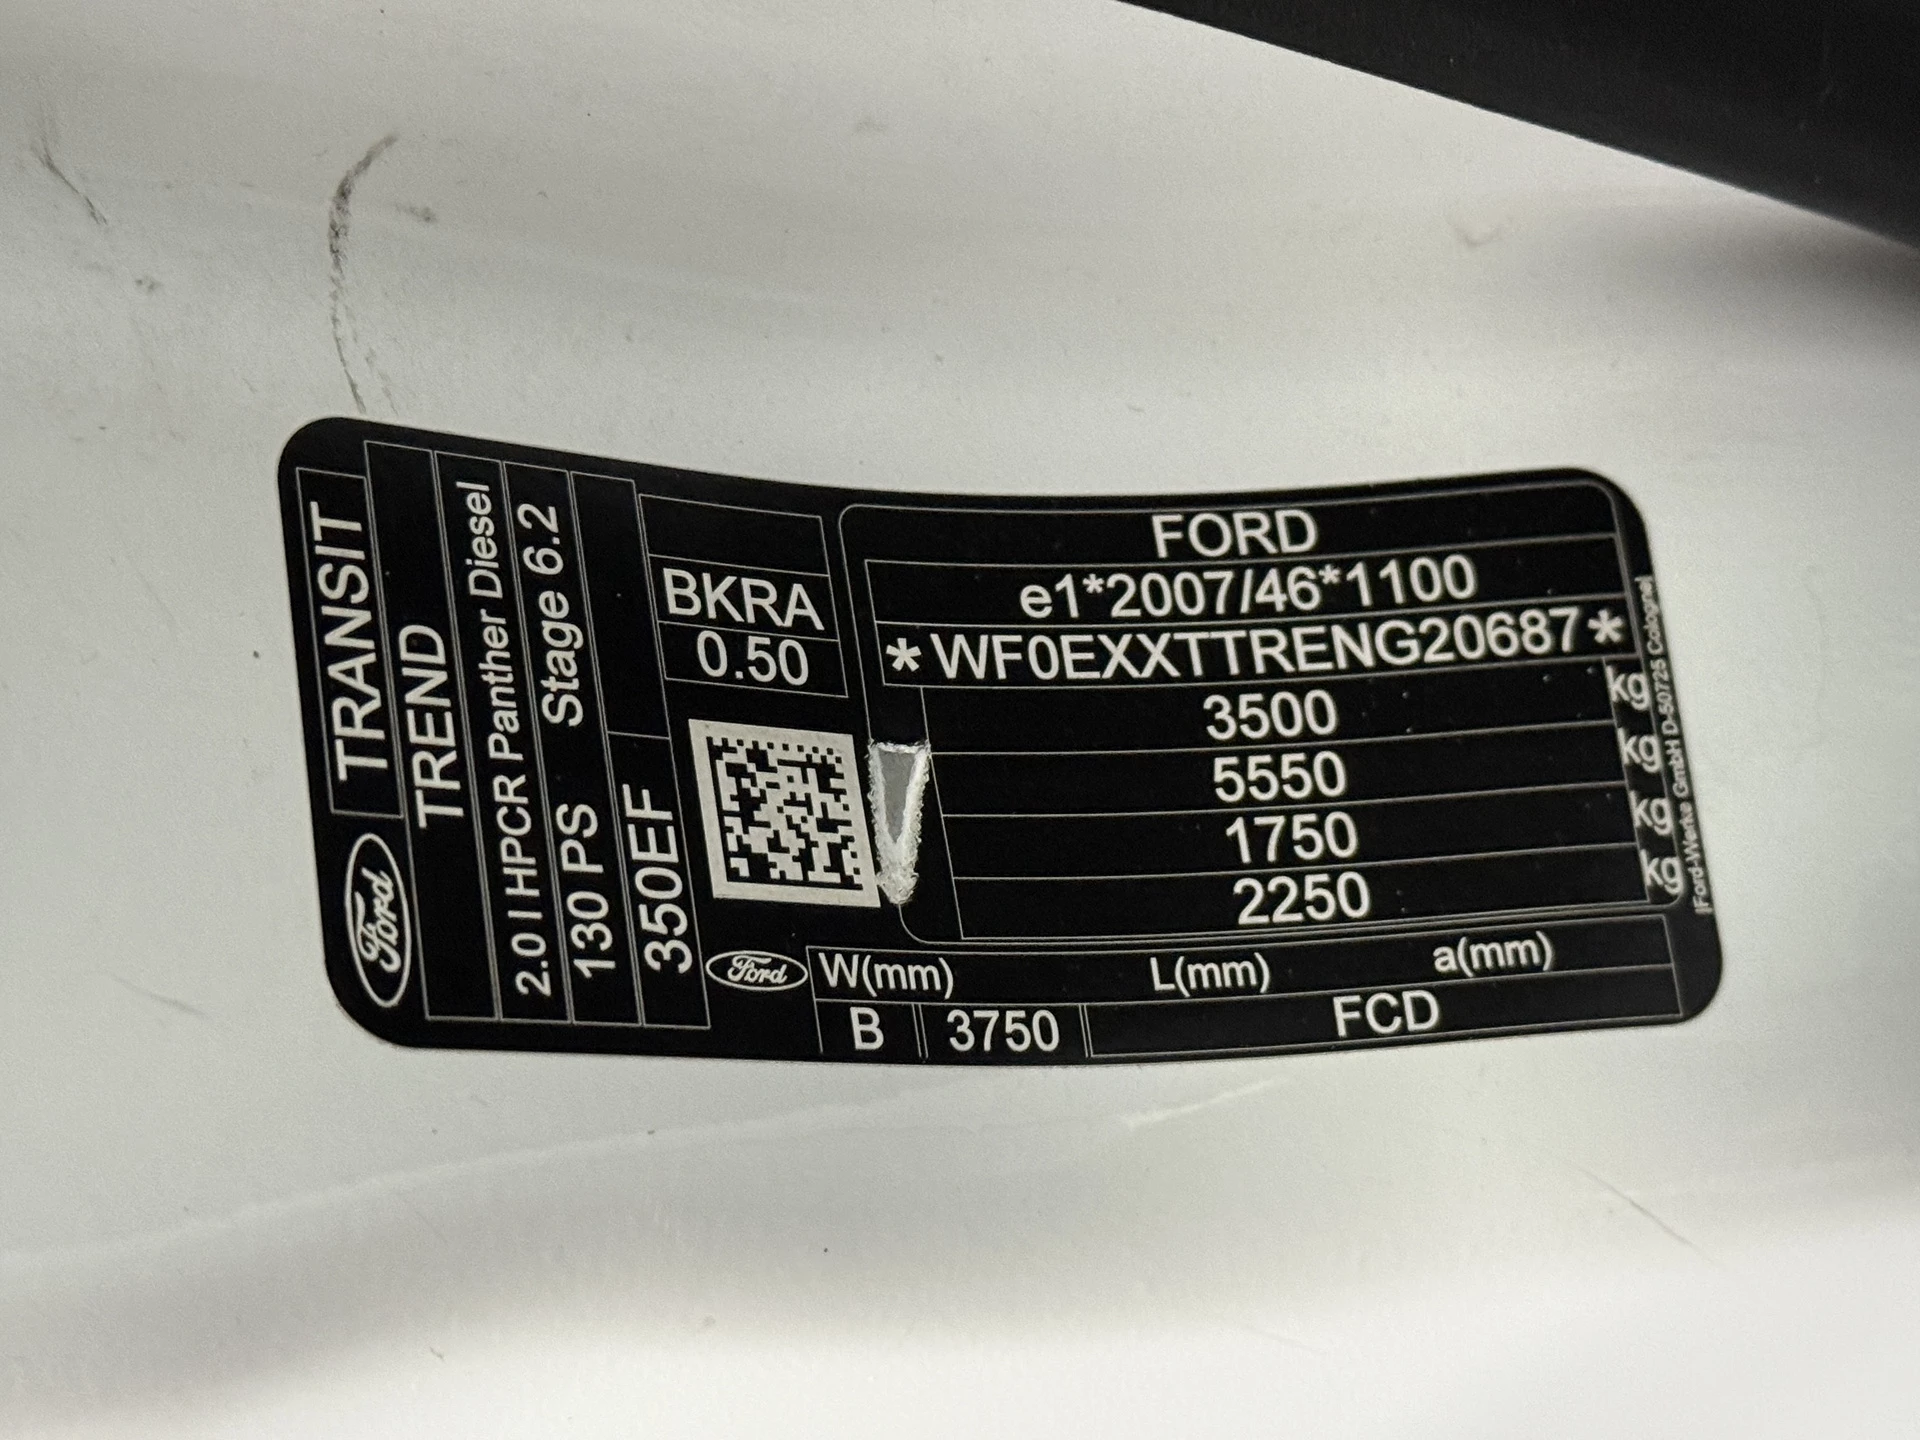 Ford TRANSIT
TREND
2.0 l HPCR Panther Diesel
130 PS Stage 6.2
350EF
BKRA
0.50
FORD
e1*2007/46*1100
*WF0EXXTTRENG20687*
3500 kg
5550 kg
1750 kg
2250 kg
Ford W(mm) L(mm) a(mm)
B 3750 FCD
Ford-Werke GmbH D-50725 Cologne